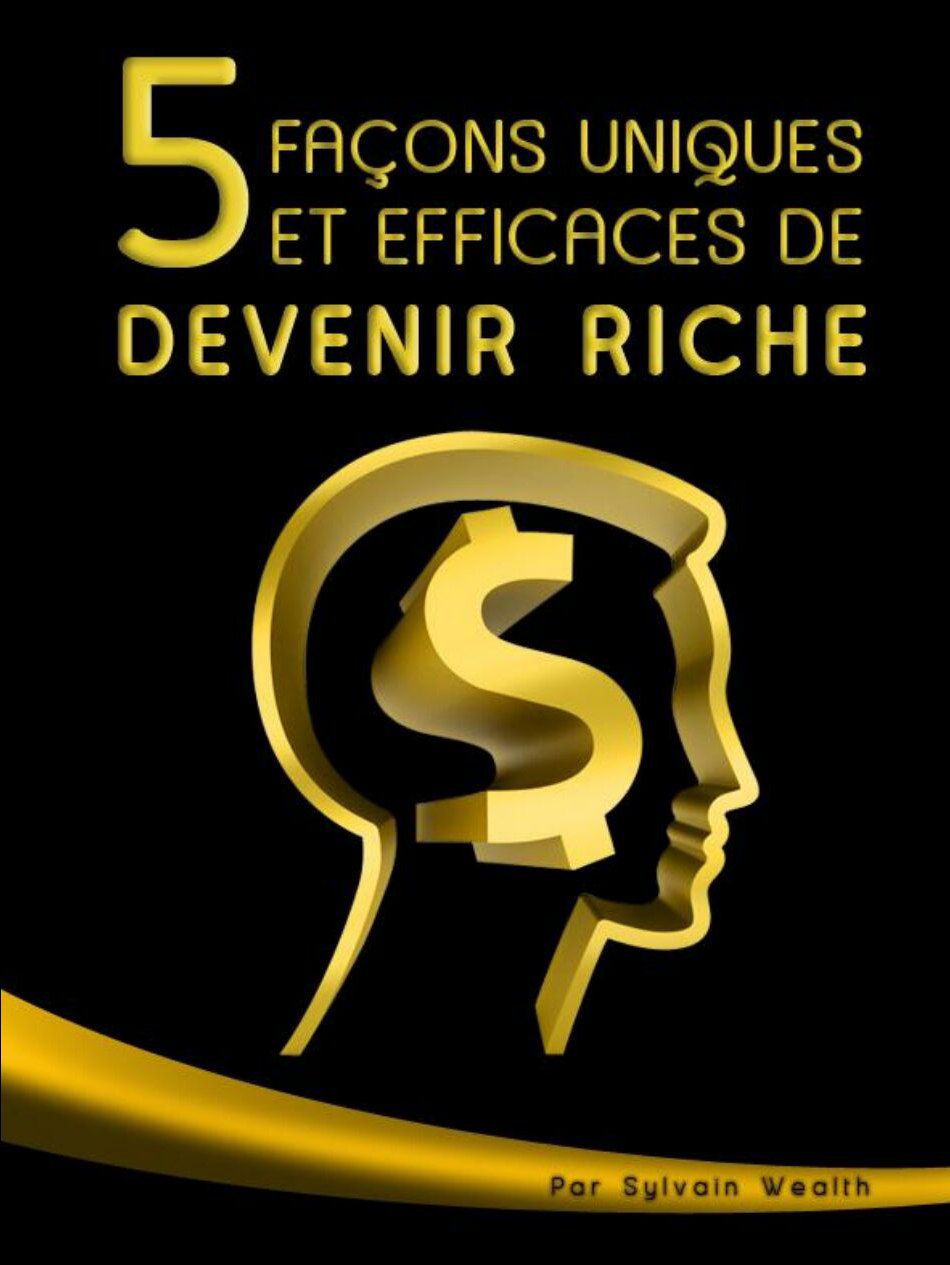 5 FAÇONS UNIQUES
ET EFFICACES DE
DEVENIR RICHE
$
Par Sylvain Wealth